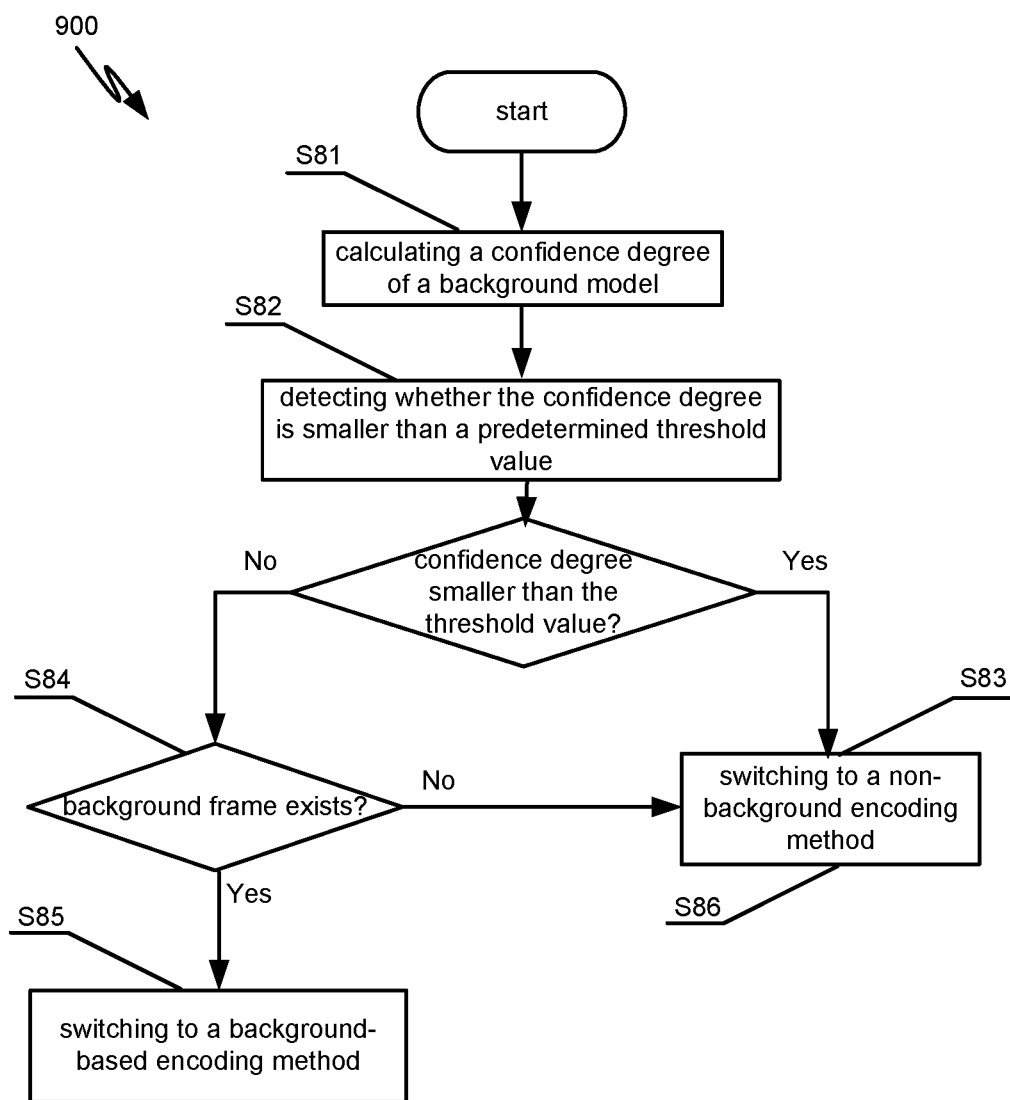 900
start
S81
calculating a confidence degree
of a background model
S82
detecting whether the confidence degree
is smaller than a predetermined threshold
value
No
confidence degree
smaller than the
threshold value?
Yes
S84
S83
background frame exists?
No
switching to a non-
background encoding
method
Yes
S86
S85
switching to a background-
based encoding method